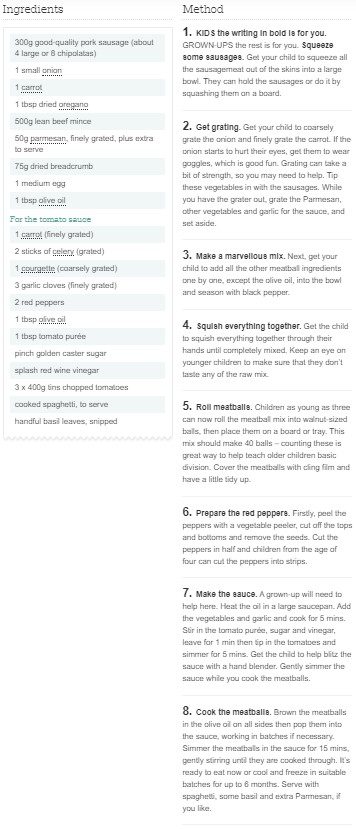 Ingredients
300g good-quality pork sausage (about
4 large or 8 chipolatas)
1 small onion
1 carrot
1 tbsp dried oregano
500g lean beef mince
50g parmesan, finely grated, plus extra
to serve
75g dried breadcrumb
1 medium egg
1 tbsp olive oil
For the tomato sauce
1 carrot (finely grated)
2 sticks of celery (grated)
1 courgette (coarsely grated)
3 garlic cloves (finely grated)
2 red peppers
1 tbsp olive oil
1 tbsp tomato purée
pinch golden caster sugar
splash red wine vinegar
3 x 400g tins chopped tomatoes
cooked spaghetti, to serve
handful basil leaves, snipped
Method
1. KIDS the writing in bold is for you.
GROWN-UPS the rest is for you. Squeeze
some sausages. Get your child to squeeze all
the sausagemeat out of the skins into a large
bowl. They can hold the sausages or do it by
squashing them on a board.
2. Get grating. Get your child to coarsely
grate the onion and finely grate the carrot. If the
onion starts to hurt their eyes, get them to wear
goggles, which is good fun. Grating can take a
bit of strength, so you may need to help. Tip
these vegetables in with the sausages. While
you have the grater out, grate the Parmesan,
other vegetables and garlic for the sauce, and
set aside.
3. Make a marvellous mix. Next, get your
child to add all the other meatball ingredients
one by one, except the olive oil, into the bowl
and season with black pepper.
4. Squish everything together. Get the child
to squish everything together through their
hands until completely mixed. Keep an eye on
younger children to make sure that they don't
taste any of the raw mix.
5. Roll meatballs. Children as young as three
can now roll the meatball mix into walnut-sized
balls, then place them on a board or tray. This
mix should make 40 balls – counting these is
great way to help teach older children basic
division. Cover the meatballs with cling film and
have a little tidy up.
6. Prepare the red peppers. Firstly, peel the
peppers with a vegetable peeler, cut off the tops
and bottoms and remove the seeds. Cut the
peppers in half and children from the age of
four can cut the peppers into strips.
7. Make the sauce. A grown-up will need to
help here. Heat the oil in a large saucepan. Add
the vegetables and garlic and cook for 5 mins.
Stir in the tomato purée, sugar and vinegar,
leave for 1 min then tip in the tomatoes and
simmer for 5 mins. Get the child to help blitz the
sauce with a hand blender. Gently simmer the
sauce while you cook the meatballs.
8. Cook the meatballs. Brown the meatballs
in the olive oil on all sides then pop them into
the sauce, working in batches if necessary.
Simmer the meatballs in the sauce for 15 mins,
gently stirring until they are cooked through. It's
ready to eat now or cool and freeze in suitable
batches for up to 6 months. Serve with
spaghetti, some basil and extra Parmesan, if
you like.